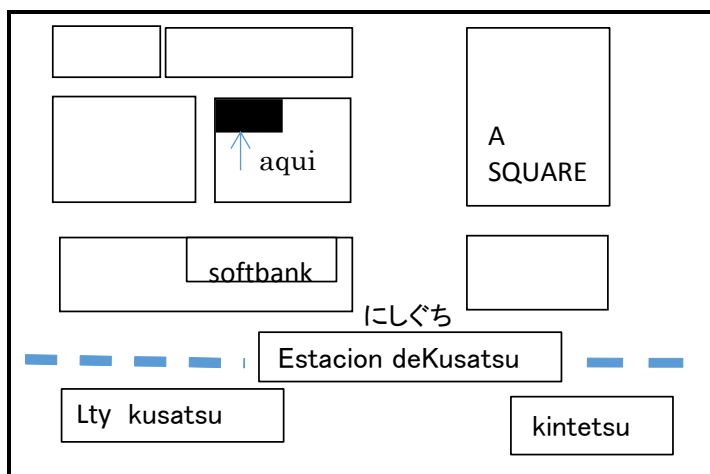 aqui
A
SQUARE
softbank
にしぐち
Estacion deKusatsu
Lty kusatsu
kintetsu